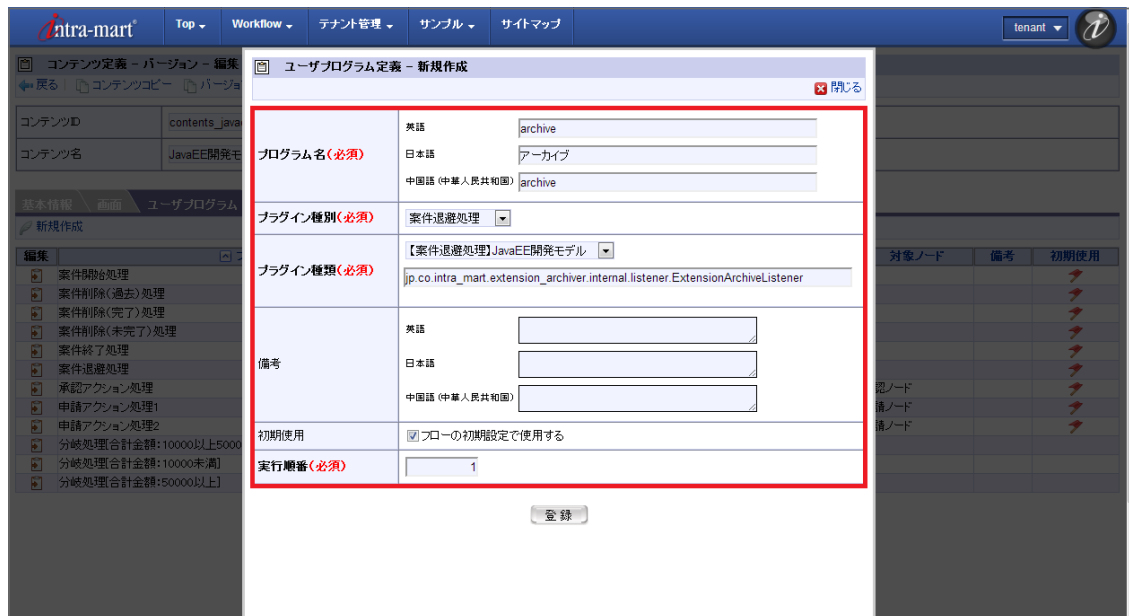 intra-mart Top Workflow テナント管理 サンプル サイトマップ tenant
コンテンツ定義 - バージョン - 編集
戻る コンテンツコピー バージョ
コンテンツID contents_java
コンテンツ名 JavaEE開発モ
基本情報 画面 ユーザプログラム
新規作成
編集 対象ノード 備考 初期使用
案件開始処理
案件削除(過去)処理
案件削除(完了)処理
案件削除(未完了)処理
案件終了処理
案件退避処理
承認アクション処理 認ノード
申請アクション処理1 請ノード
申請アクション処理2 請ノード
分岐処理[合計金額:10000以上5000
分岐処理[合計金額:10000未満]
分岐処理[合計金額:50000以上]
ユーザプログラム定義 - 新規作成
閉じる
プログラム名(必須)
英語 archive
日本語 アーカイブ
中国語 (中華人民共和国) archive
プラグイン種別(必須) 案件退避処理
プラグイン種類(必須) 【案件退避処理】JavaEE開発モデル
jp.co.intra_mart.extension_archiver.internal.listener.ExtensionArchiveListener
備考
英語
日本語
中国語 (中華人民共和国)
初期使用 フローの初期設定で使用する
実行順番(必須) 1
登録